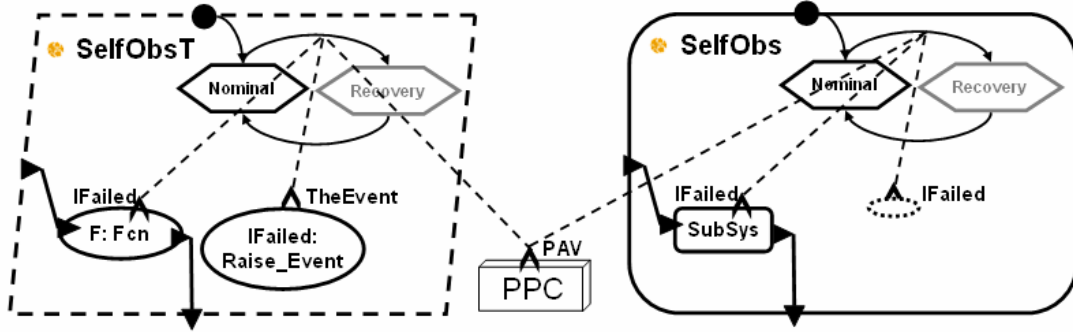 SelfObsT
Nominal
Recovery
IFailed
F: Fcn
TheEvent
IFailed:
Raise_Event
PAV
PPC
SelfObs
Nominal
Recovery
IFailed
SubSys
IFailed